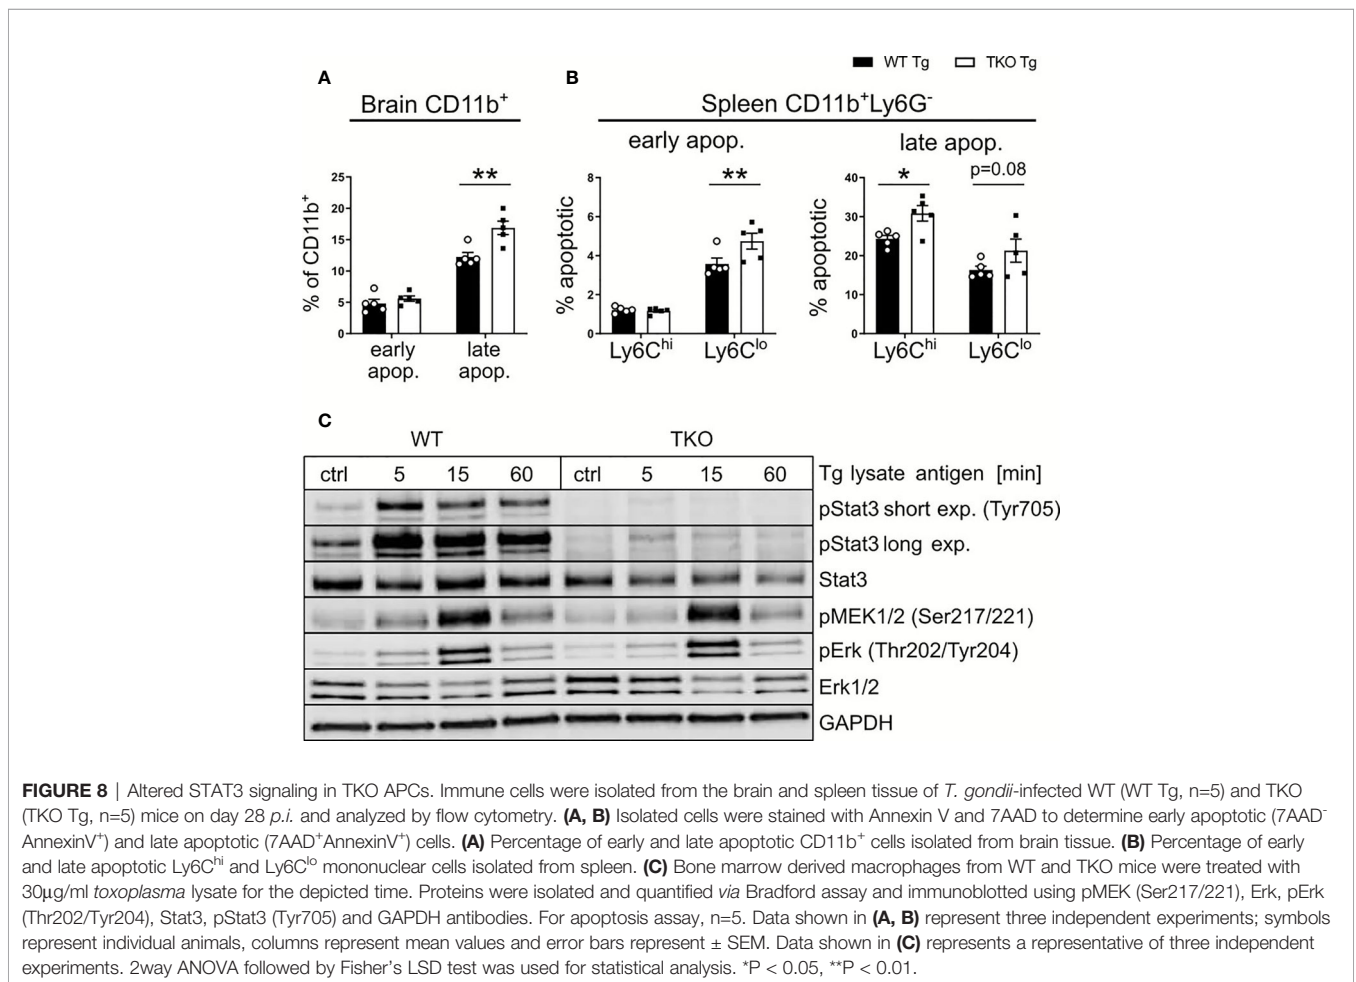 WT Tg TKO Tg
A B
Brain CD11b⁺ Spleen CD11b⁺Ly6G⁻
early apop. late apop.
** ** * p=0.08
% of CD11b⁺
25
20
15
10
5
0
early apop. late apop.
% apoptotic
8
6
4
2
0
Ly6Cʰⁱ Ly6Cˡᵒ
% apoptotic
40
30
20
10
0
Ly6Cʰⁱ Ly6Cˡᵒ
C
WT TKO
ctrl 5 15 60 ctrl 5 15 60 Tg lysate antigen [min]
pStat3 short exp. (Tyr705)
pStat3 long exp.
Stat3
pMEK1/2 (Ser217/221)
pErk (Thr202/Tyr204)
Erk1/2
GAPDH
FIGURE 8 | Altered STAT3 signaling in TKO APCs. Immune cells were isolated from the brain and spleen tissue of T. gondii-infected WT (WT Tg, n=5) and TKO
(TKO Tg, n=5) mice on day 28 p.i. and analyzed by flow cytometry. (A, B) Isolated cells were stained with Annexin V and 7AAD to determine early apoptotic (7AAD⁻
AnnexinV⁺) and late apoptotic (7AAD⁺AnnexinV⁺) cells. (A) Percentage of early and late apoptotic CD11b⁺ cells isolated from brain tissue. (B) Percentage of early
and late apoptotic Ly6Cʰⁱ and Ly6Cˡᵒ mononuclear cells isolated from spleen. (C) Bone marrow derived macrophages from WT and TKO mice were treated with
30μg/ml toxoplasma lysate for the depicted time. Proteins were isolated and quantified via Bradford assay and immunoblotted using pMEK (Ser217/221), Erk, pErk
(Thr202/Tyr204), Stat3, pStat3 (Tyr705) and GAPDH antibodies. For apoptosis assay, n=5. Data shown in (A, B) represent three independent experiments; symbols
represent individual animals, columns represent mean values and error bars represent ± SEM. Data shown in (C) represents a representative of three independent
experiments. 2way ANOVA followed by Fisher's LSD test was used for statistical analysis. *P < 0.05, **P < 0.01.